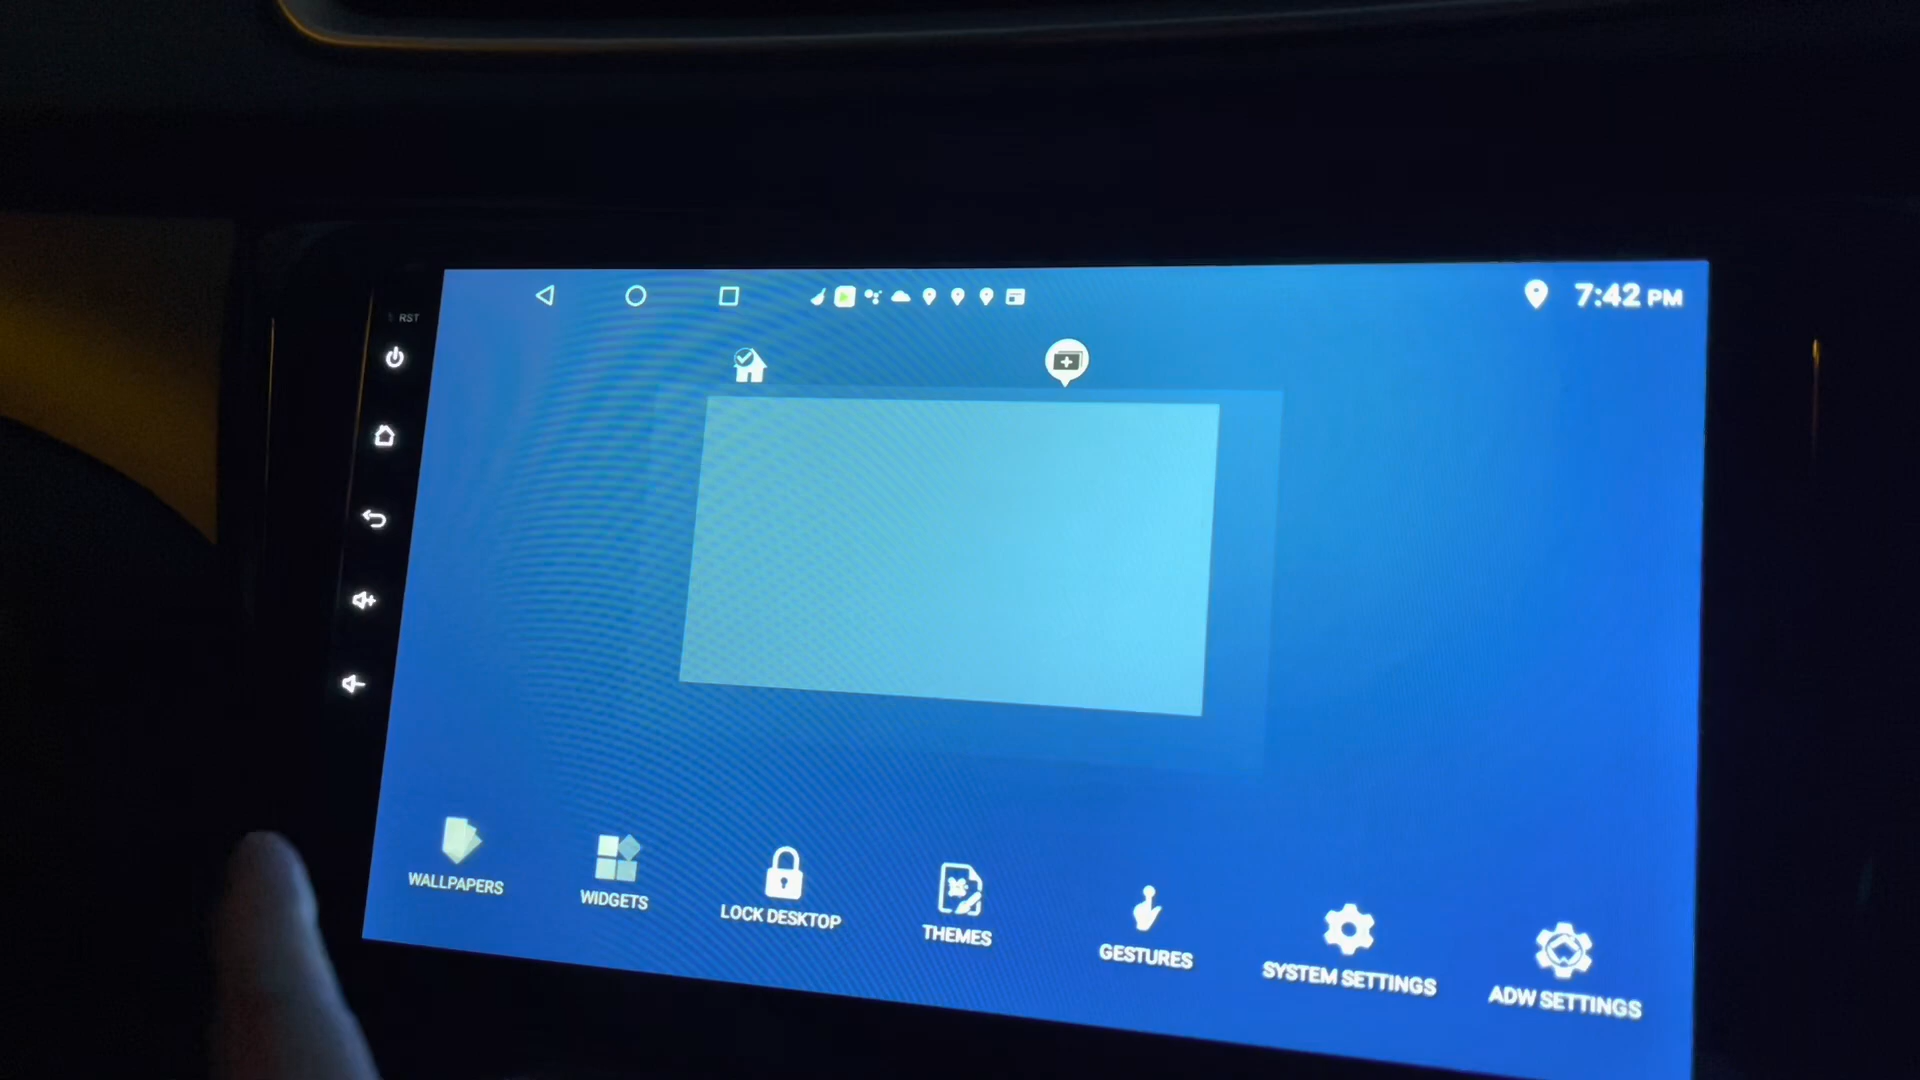 RST
7:42 PM
WALLPAPERS
WIDGETS
LOCK DESKTOP
THEMES
GESTURES
SYSTEM SETTINGS
ADW SETTINGS